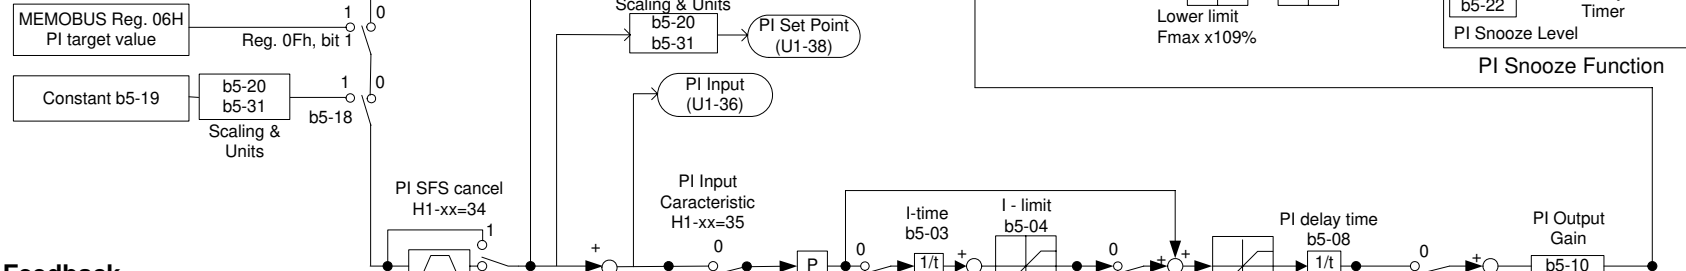 Scaling & Units
b5-20
b5-31
PI Set Point
(U1-38)
MEMOBUS Reg. 06H
PI target value
1
0
Reg. 0Fh, bit 1
Lower limit
Fmax x109%
b5-22
Timer
PI Snooze Level
PI Snooze Function
Constant b5-19
b5-20
b5-31
Scaling &
Units
1
0
b5-18
PI Input
(U1-36)
PI SFS cancel
H1-xx=34
1
+
PI Input
Caracteristic
H1-xx=35
0
P
0
I-time
b5-03
1/t
+
I - limit
b5-04
0
+
+
PI delay time
b5-08
1/t
0
+
PI Output
Gain
b5-10
Feedback